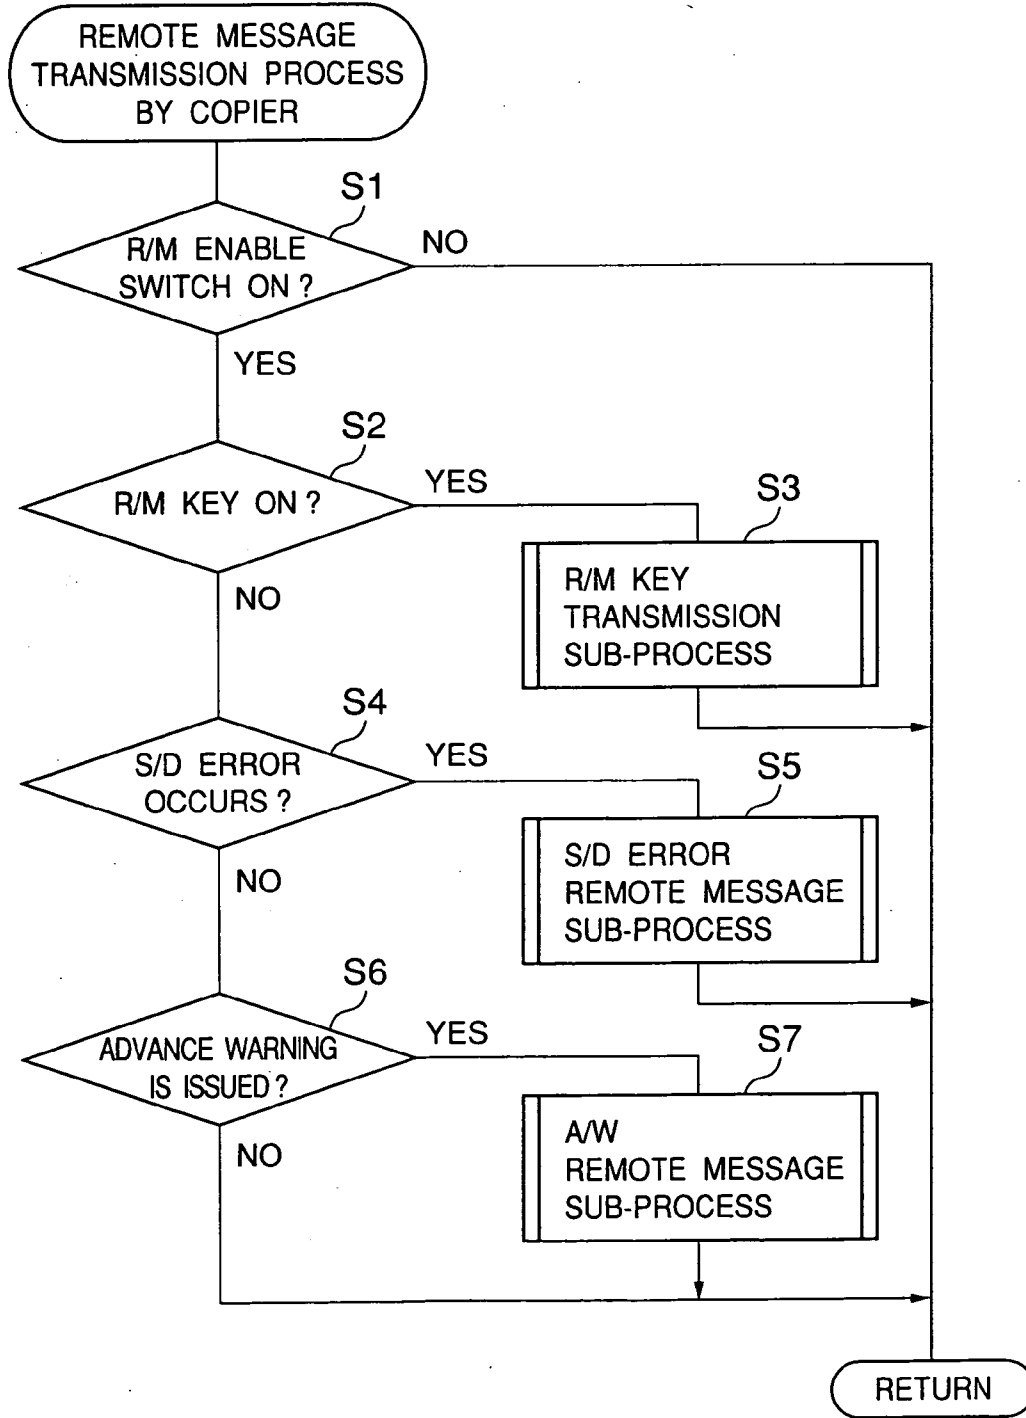 REMOTE MESSAGE
TRANSMISSION PROCESS
BY COPIER
S1
R/M ENABLE
SWITCH ON ?
NO
YES
S2
R/M KEY ON ?
YES
S3
R/M KEY
TRANSMISSION
SUB-PROCESS
NO
S4
S/D ERROR
OCCURS ?
YES
S5
S/D ERROR
REMOTE MESSAGE
SUB-PROCESS
NO
S6
ADVANCE WARNING
IS ISSUED ?
YES
S7
A/W
REMOTE MESSAGE
SUB-PROCESS
NO
RETURN